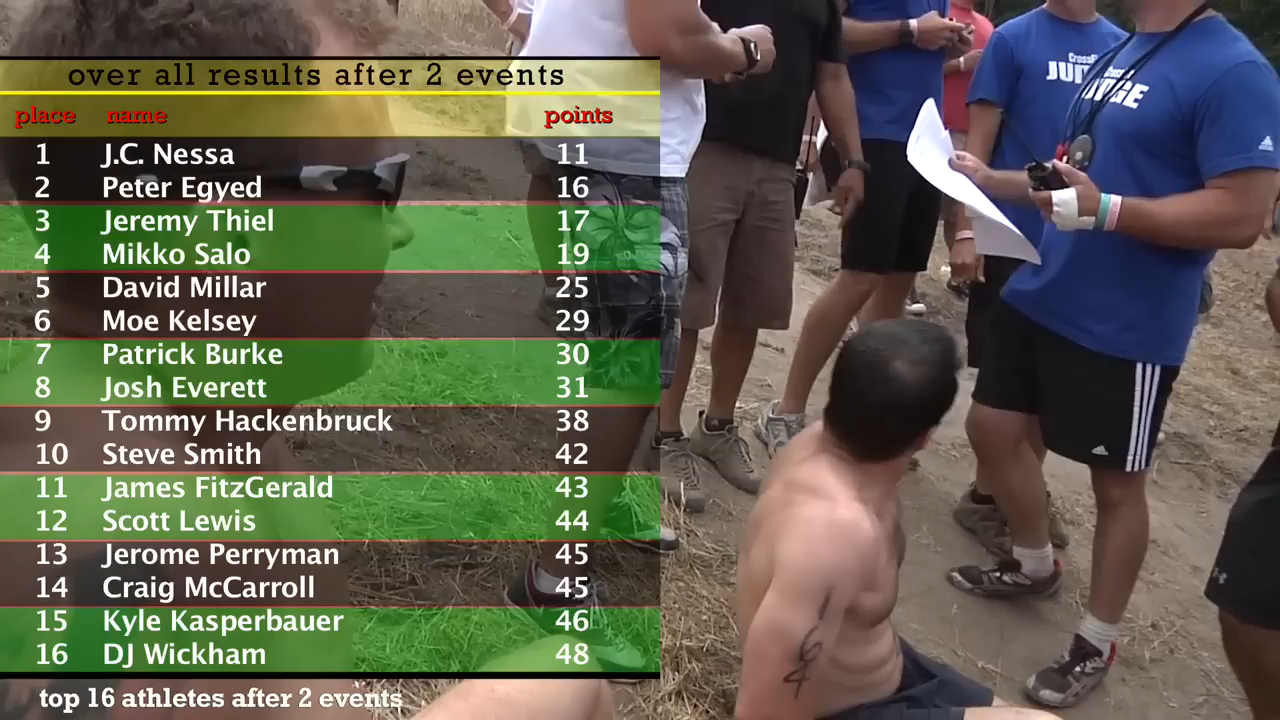 over all results after 2 events
place name points
1 J.C. Nessa 11
2 Peter Egyed 16
3 Jeremy Thiel 17
4 Mikko Salo 19
5 David Millar 25
6 Moe Kelsey 29
7 Patrick Burke 30
8 Josh Everett 31
9 Tommy Hackenbruck 38
10 Steve Smith 42
11 James FitzGerald 43
12 Scott Lewis 44
13 Jerome Perryman 45
14 Craig McCarroll 45
15 Kyle Kasperbauer 46
16 DJ Wickham 48
top 16 athletes after 2 events
adidas
adidas